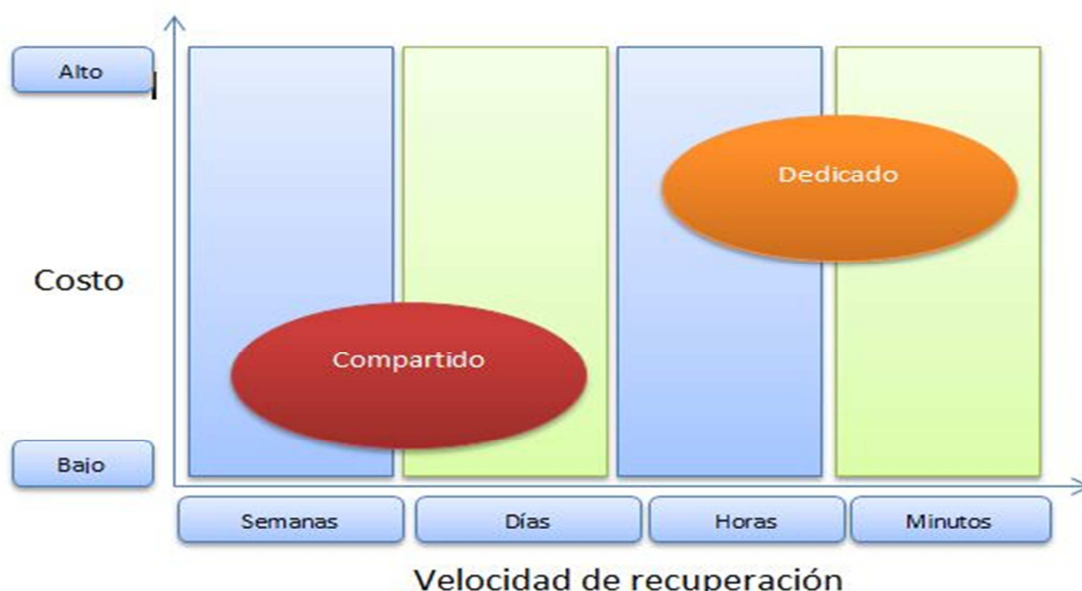 Alto
Dedicado
Costo
Compartido
Bajo
Semanas
Días
Horas
Minutos
Velocidad de recuperación